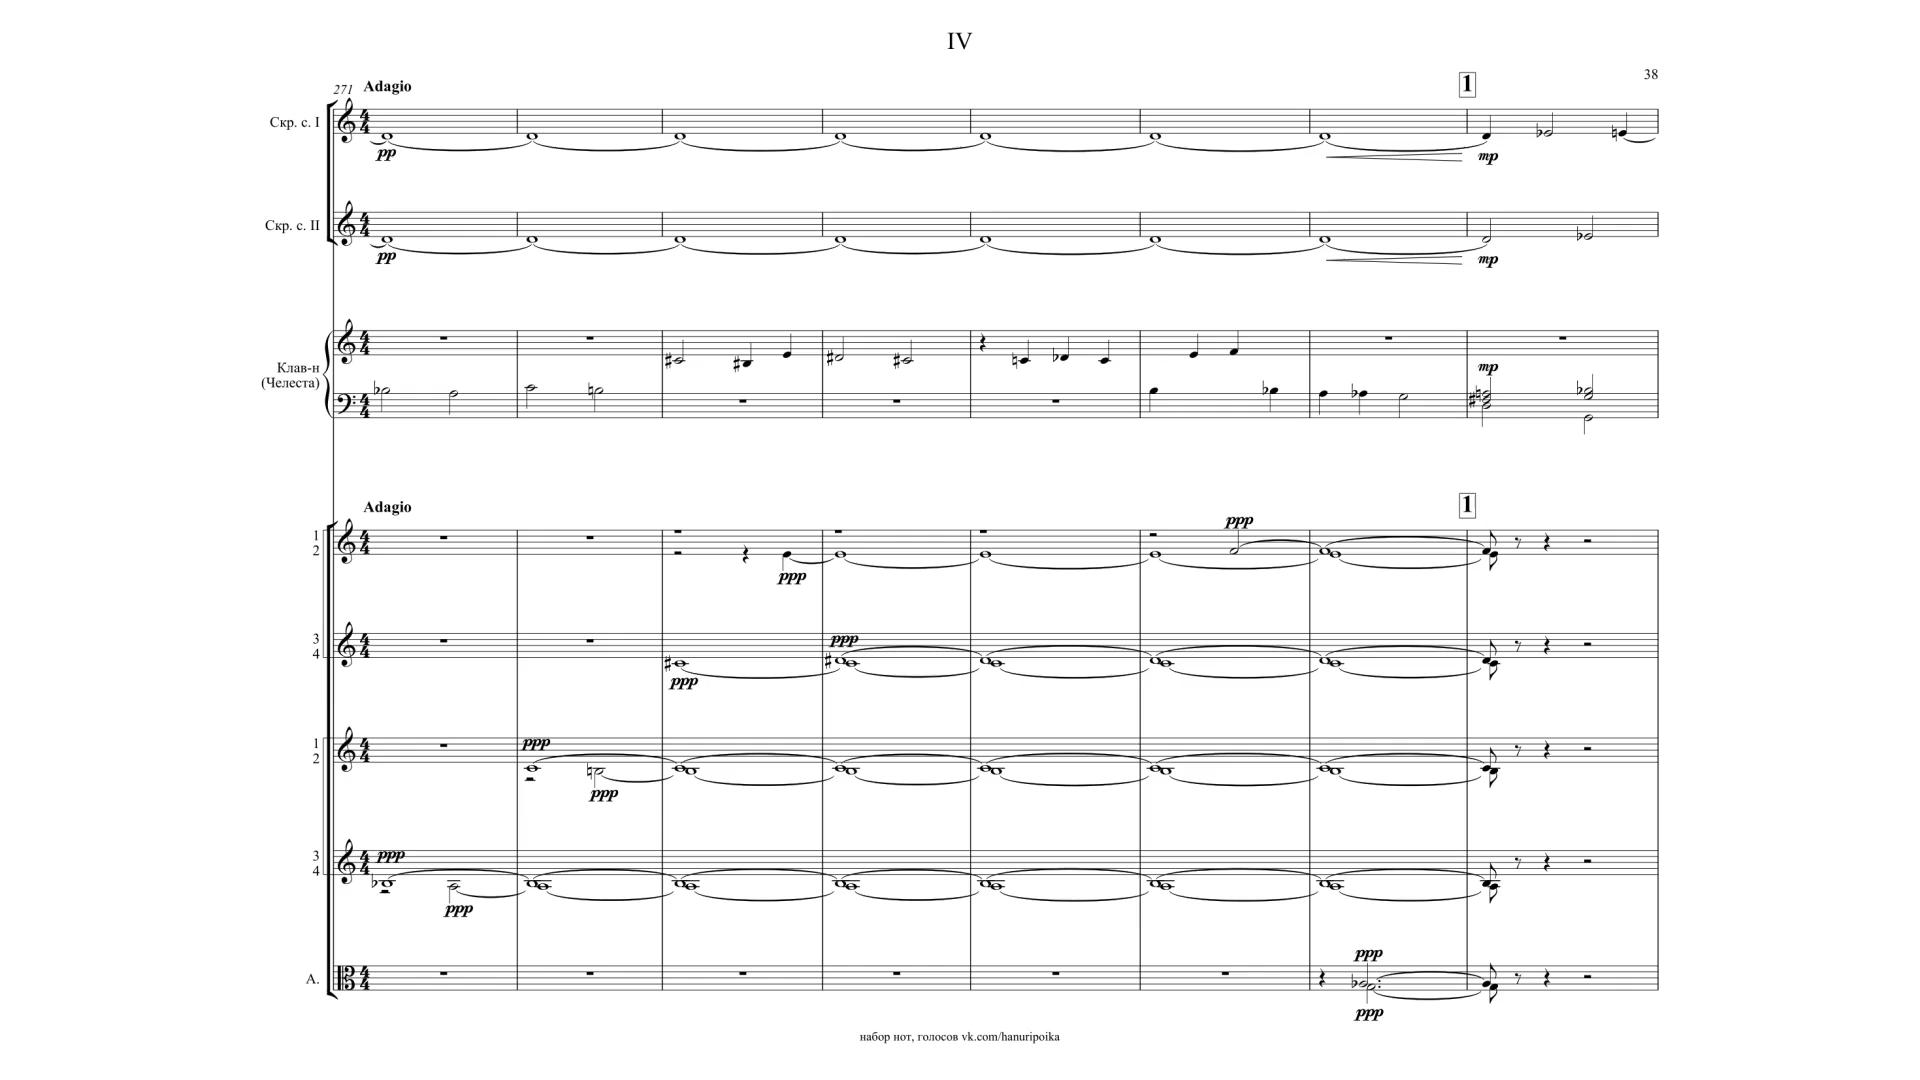 IV
38
271 Adagio
1
Скр. с. I
pp
mp
Скр. с. II
pp
mp
Клав-н
(Челеста)
mp
Adagio
1
1
2
ppp
ppp
3
4
ppp
ppp
1
2
ppp
ppp
3
4
ppp
ppp
А.
ppp
ppp
набор нот, голосов vk.com/hanuripoika